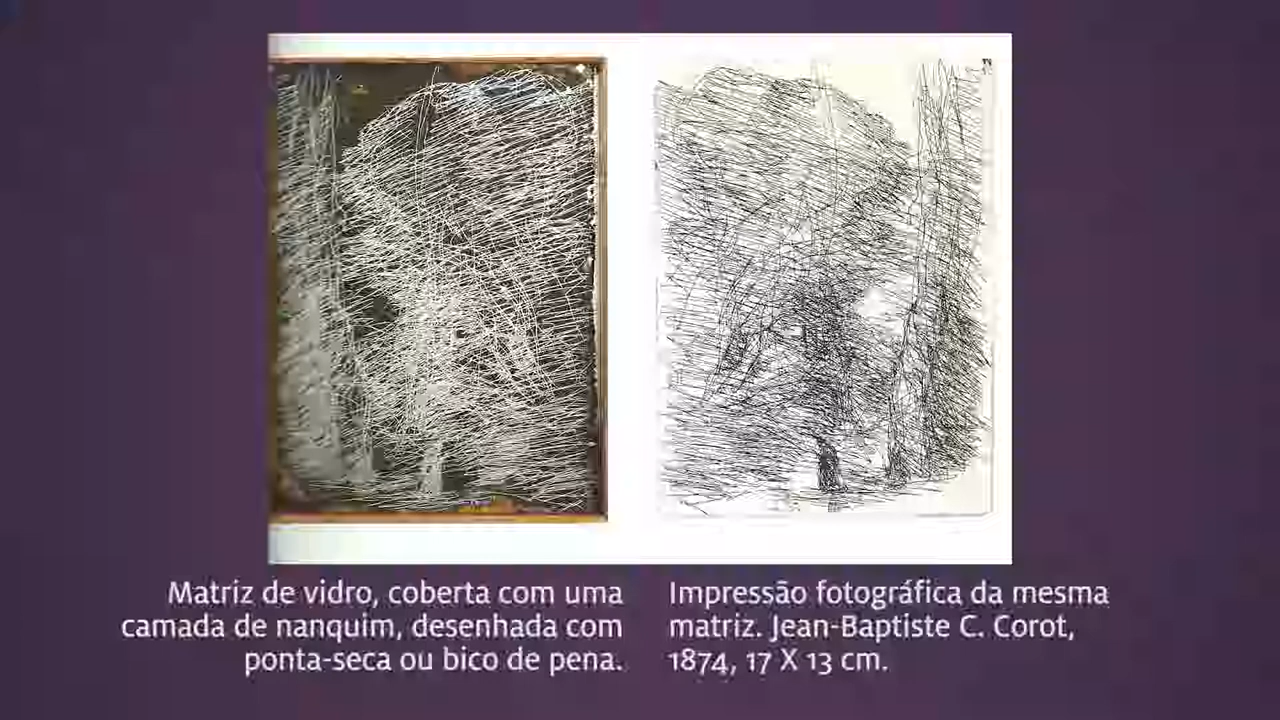 Matriz de vidro, coberta com uma
camada de nanquim, desenhada com
ponta-seca ou bico de pena.
Impressão fotográfica da mesma
matriz. Jean-Baptiste C. Corot,
1874, 17 X 13 cm.